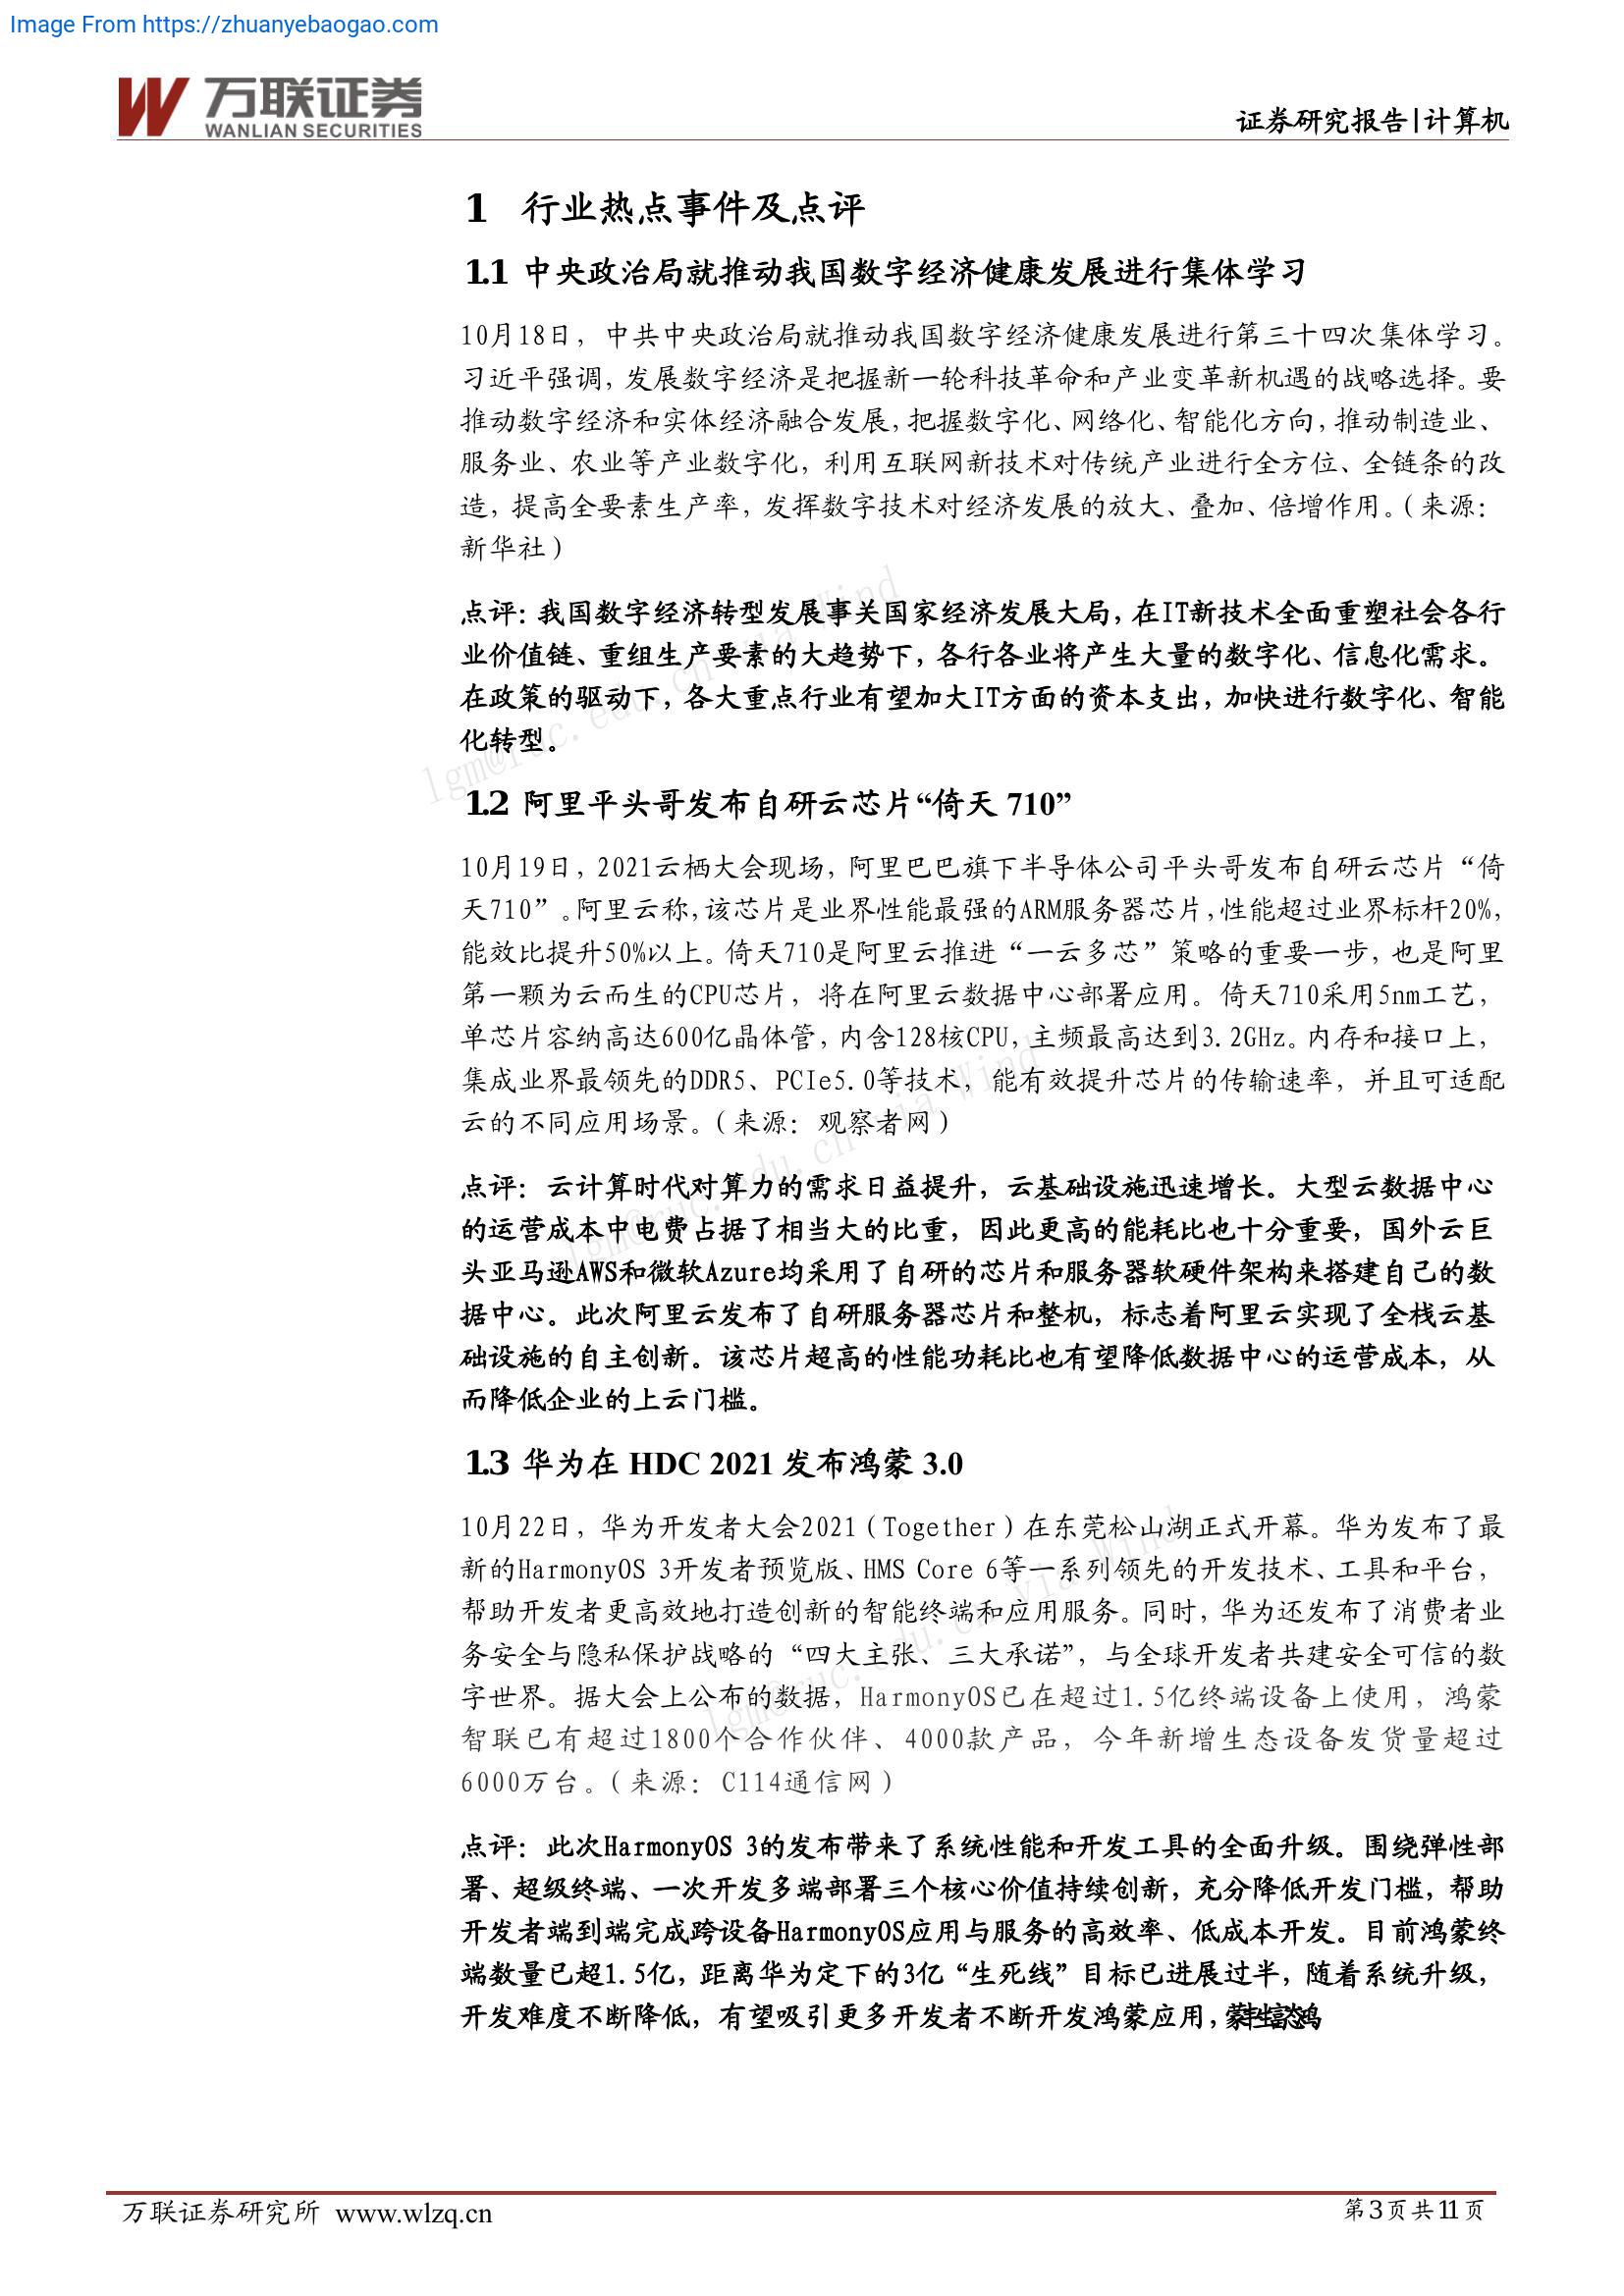 Image From https://zhuanyebaogao.com
万联证券
WANLIAN SECURITIES
证券研究报告|计算机
1 行业热点事件及点评
1.1 中央政治局就推动我国数字经济健康发展进行集体学习
10月18日，中共中央政治局就推动我国数字经济健康发展进行第三十四次集体学习。
习近平强调，发展数字经济是把握新一轮科技革命和产业变革新机遇的战略选择。要
推动数字经济和实体经济融合发展，把握数字化、网络化、智能化方向，推动制造业、
服务业、农业等产业数字化，利用互联网新技术对传统产业进行全方位、全链条的改
造，提高全要素生产率，发挥数字技术对经济发展的放大、叠加、倍增作用。（来源：
新华社）
点评：我国数字经济转型发展事关国家经济发展大局，在IT新技术全面重塑社会各行
业价值链、重组生产要素的大趋势下，各行各业将产生大量的数字化、信息化需求。
在政策的驱动下，各大重点行业有望加大IT方面的资本支出，加快进行数字化、智能
化转型。
1.2 阿里平头哥发布自研云芯片“倚天 710”
10月19日，2021云栖大会现场，阿里巴巴旗下半导体公司平头哥发布自研云芯片“倚
天710”。阿里云称，该芯片是业界性能最强的ARM服务器芯片，性能超过业界标杆20%，
能效比提升50%以上。倚天710是阿里云推进“一云多芯”策略的重要一步，也是阿里
第一颗为云而生的CPU芯片，将在阿里云数据中心部署应用。倚天710采用5nm工艺，
单芯片容纳高达600亿晶体管，内含128核CPU，主频最高达到3.2GHz。内存和接口上，
集成业界最领先的DDR5、PCIe5.0等技术，能有效提升芯片的传输速率，并且可适配
云的不同应用场景。（来源：观察者网）
点评：云计算时代对算力的需求日益提升，云基础设施迅速增长。大型云数据中心
的运营成本中电费占据了相当大的比重，因此更高的能耗比也十分重要，国外云巨
头亚马逊AWS和微软Azure均采用了自研的芯片和服务器软硬件架构来搭建自己的数
据中心。此次阿里云发布了自研服务器芯片和整机，标志着阿里云实现了全栈云基
础设施的自主创新。该芯片超高的性能功耗比也有望降低数据中心的运营成本，从
而降低企业的上云门槛。
1.3 华为在 HDC 2021 发布鸿蒙 3.0
10月22日，华为开发者大会2021（Together）在东莞松山湖正式开幕。华为发布了最
新的HarmonyOS 3开发者预览版、HMS Core 6等一系列领先的开发技术、工具和平台，
帮助开发者更高效地打造创新的智能终端和应用服务。同时，华为还发布了消费者业
务安全与隐私保护战略的“四大主张、三大承诺”，与全球开发者共建安全可信的数
字世界。据大会上公布的数据，HarmonyOS已在超过1.5亿终端设备上使用，鸿蒙
智联已有超过1800个合作伙伴、4000款产品，今年新增生态设备发货量超过
6000万台。（来源：C114通信网）
点评：此次HarmonyOS 3的发布带来了系统性能和开发工具的全面升级。围绕弹性部
署、超级终端、一次开发多端部署三个核心价值持续创新，充分降低开发门槛，帮助
开发者端到端完成跨设备HarmonyOS应用与服务的高效率、低成本开发。目前鸿蒙终
端数量已超1.5亿，距离华为定下的3亿“生死线”目标已进展过半，随着系统升级，
开发难度不断降低，有望吸引更多开发者不断开发鸿蒙应用，
万联证券研究所 www.wlzq.cn
第3页共11页